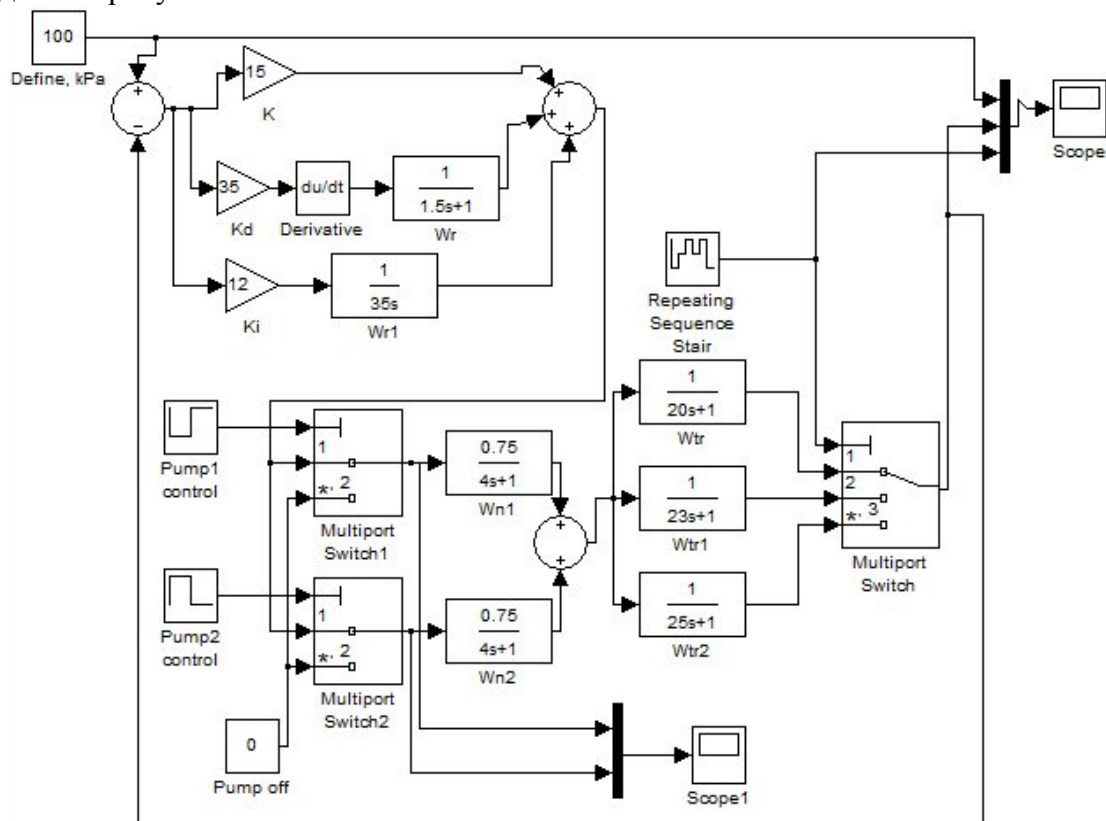 100
Define, kPa
+
−
15
K
35
Kd
du/dt
Derivative
1
1.5s+1
Wr
12
Ki
1
35s
Wr1
+
+
+
Scope
Repeating
Sequence
Stair
Pump1
control
1
*, 2
Multiport
Switch1
0.75
4s+1
Wn1
+
+
1
20s+1
Wtr
1
23s+1
Wtr1
1
25s+1
Wtr2
1
2
*, 3
Multiport
Switch
Pump2
control
1
*, 2
Multiport
Switch2
0.75
4s+1
Wn2
0
Pump off
Scope1